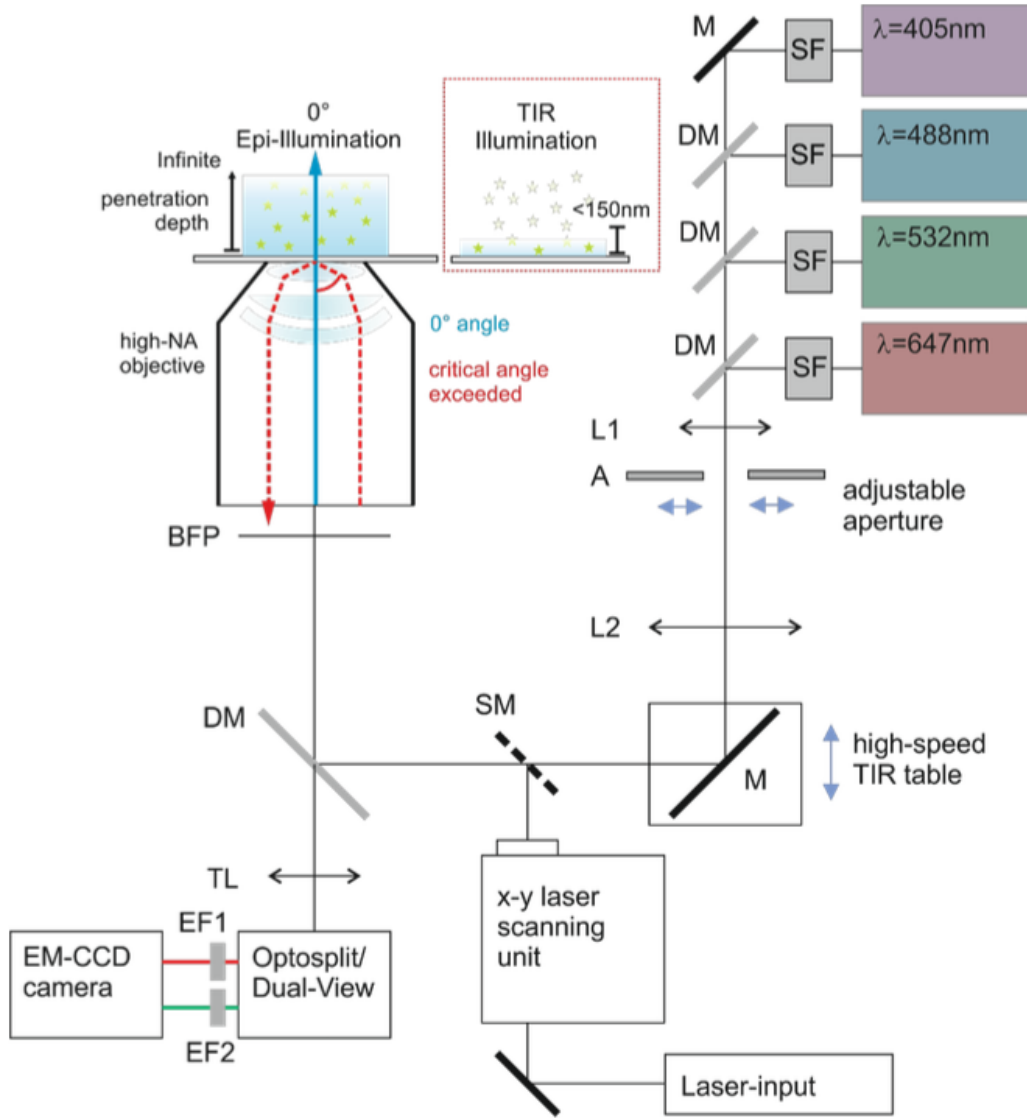 M
SF
λ=405nm
DM
SF
λ=488nm
DM
SF
λ=532nm
DM
SF
λ=647nm
0°
Epi-Illumination
Infinite
penetration
depth
TIR
Illumination
<150nm
high-NA
objective
0° angle
critical angle
exceeded
BFP
L1
A
adjustable
aperture
L2
DM
SM
M
high-speed
TIR table
TL
EF1
EM-CCD
camera
Optosplit/
Dual-View
EF2
x-y laser
scanning
unit
Laser-input